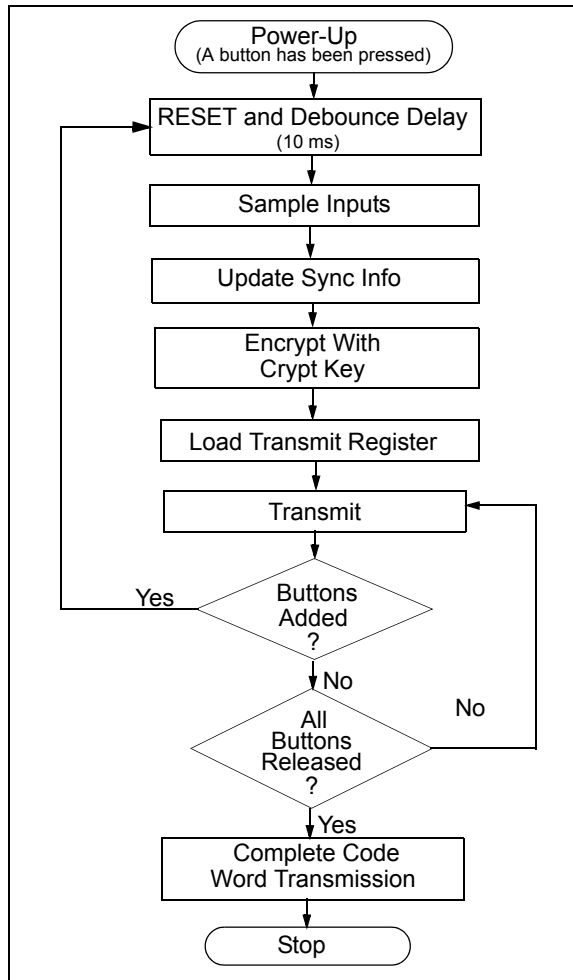 Power-Up
(A button has been pressed)
RESET and Debounce Delay
(10 ms)
Sample Inputs
Update Sync Info
Encrypt With
Crypt Key
Load Transmit Register
Transmit
Buttons
Added
?
Yes
No
All
Buttons
Released
?
No
Yes
Complete Code
Word Transmission
Stop